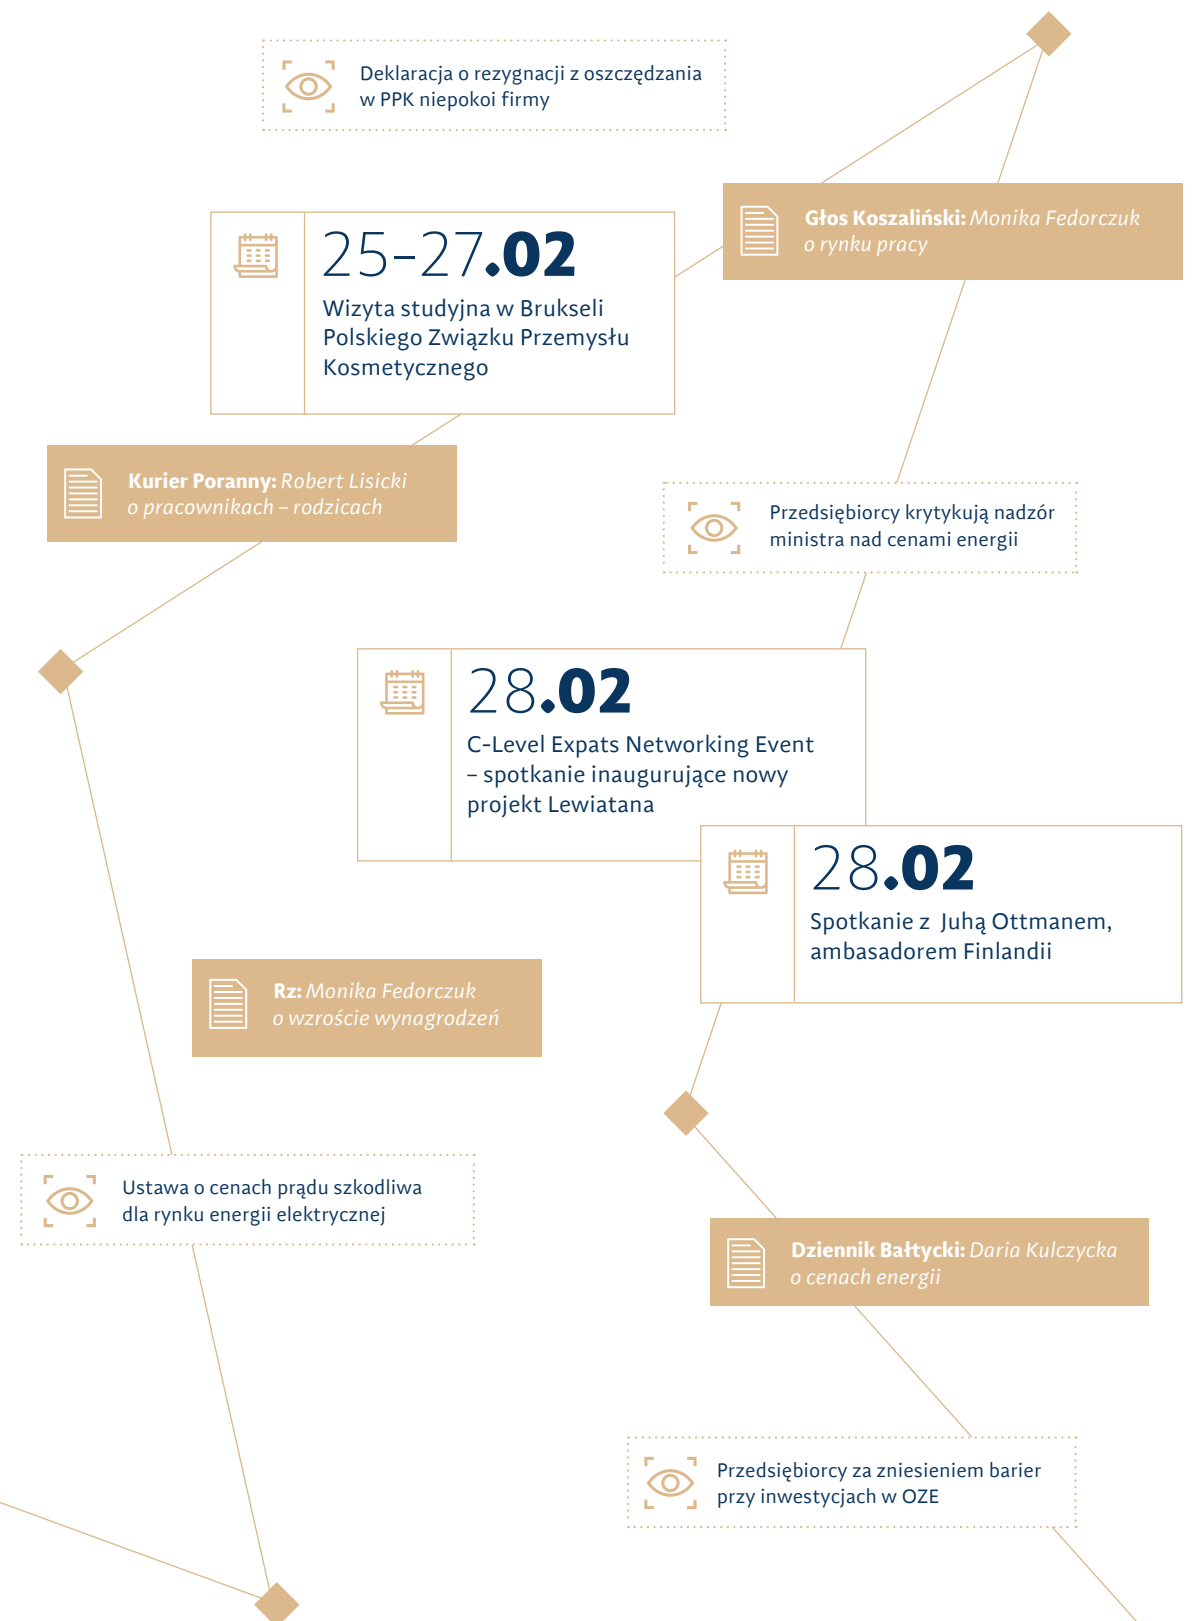 Deklaracja o rezygnacji z oszczędzania
w PPK niepokoi firmy
Głos Koszaliński: Monika Fedorczuk
o rynku pracy
25–27.02
Wizyta studyjna w Brukseli
Polskiego Związku Przemysłu
Kosmetycznego
Kurier Poranny: Robert Lisicki
o pracownikach – rodzicach
Przedsiębiorcy krytykują nadzór
ministra nad cenami energii
28.02
C-Level Expats Networking Event
– spotkanie inaugurujące nowy
projekt Lewiatana
28.02
Spotkanie z Juhą Ottmanem,
ambasadorem Finlandii
Rz: Monika Fedorczuk
o wzroście wynagrodzeń
Ustawa o cenach prądu szkodliwa
dla rynku energii elektrycznej
Dziennik Bałtycki: Daria Kulczycka
o cenach energii
Przedsiębiorcy za zniesieniem barier
przy inwestycjach w OZE